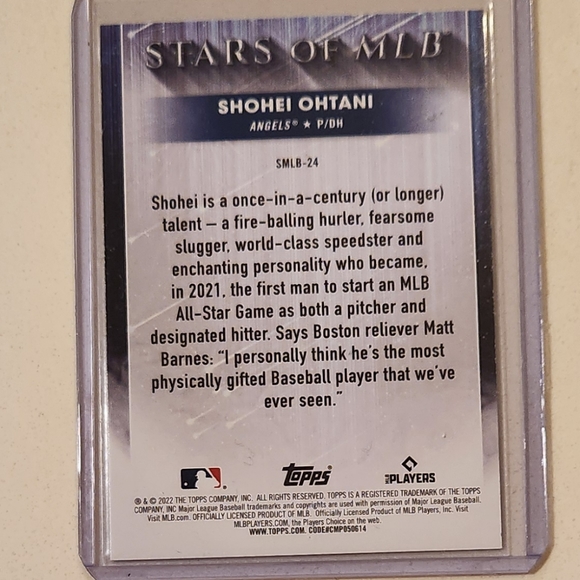 STARS OF MLB
SHOHEI OHTANI
ANGELS® ★ P/DH
SMLB-24
Shohei is a once-in-a-century (or longer)
talent – a fire-balling hurler, fearsome
slugger, world-class speedster and
enchanting personality who became,
in 2021, the first man to start an MLB
All-Star Game as both a pitcher and
designated hitter. Says Boston reliever Matt
Barnes: "I personally think he's the most
physically gifted Baseball player that we've
ever seen."
Topps
MLB PLAYERS
® & © 2022 THE TOPPS COMPANY, INC. ALL RIGHTS RESERVED. TOPPS IS A REGISTERED TRADEMARK OF THE TOPPS
COMPANY, INC Major League Baseball trademarks and copyrights are used with permission of Major League Baseball.
Visit MLB.com. OFFICIALLY LICENSED PRODUCT OF MLB. Officially Licensed Product of MLB Players, Inc. Visit
MLBPLAYERS.COM, the Players Choice on the web.
WWW.TOPPS.COM. CODE#CMP050614